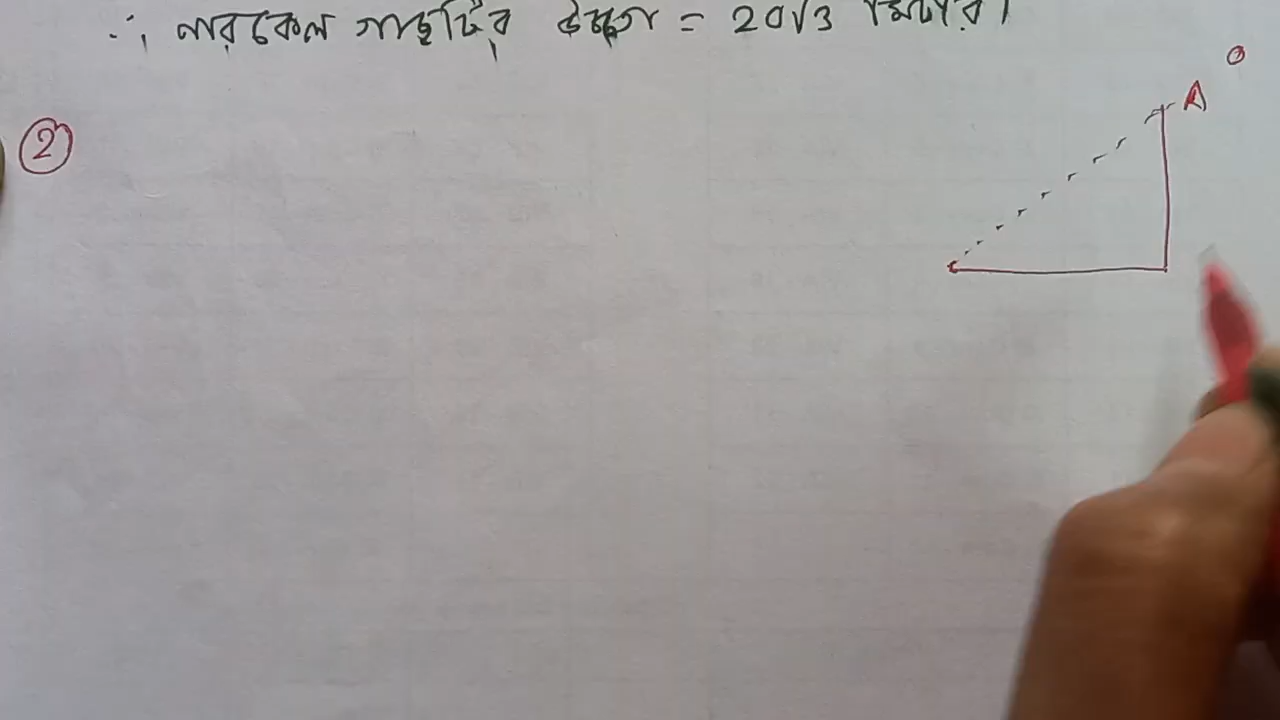 ∴ নারকেল গাছটির উচ্চতা = 20√3 মিটার।
A
②